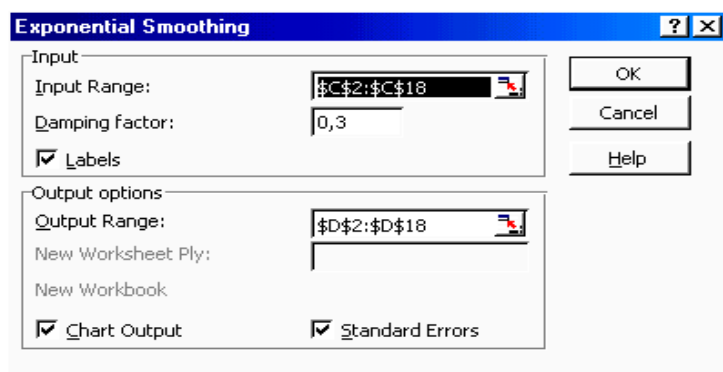 Exponential Smoothing
Input
Input Range: $C$2:$C$18
Damping factor: 0,3
Labels
OK
Cancel
Help
Output options
Output Range: $D$2:$D$18
New Worksheet Ply:
New Workbook
Chart Output Standard Errors